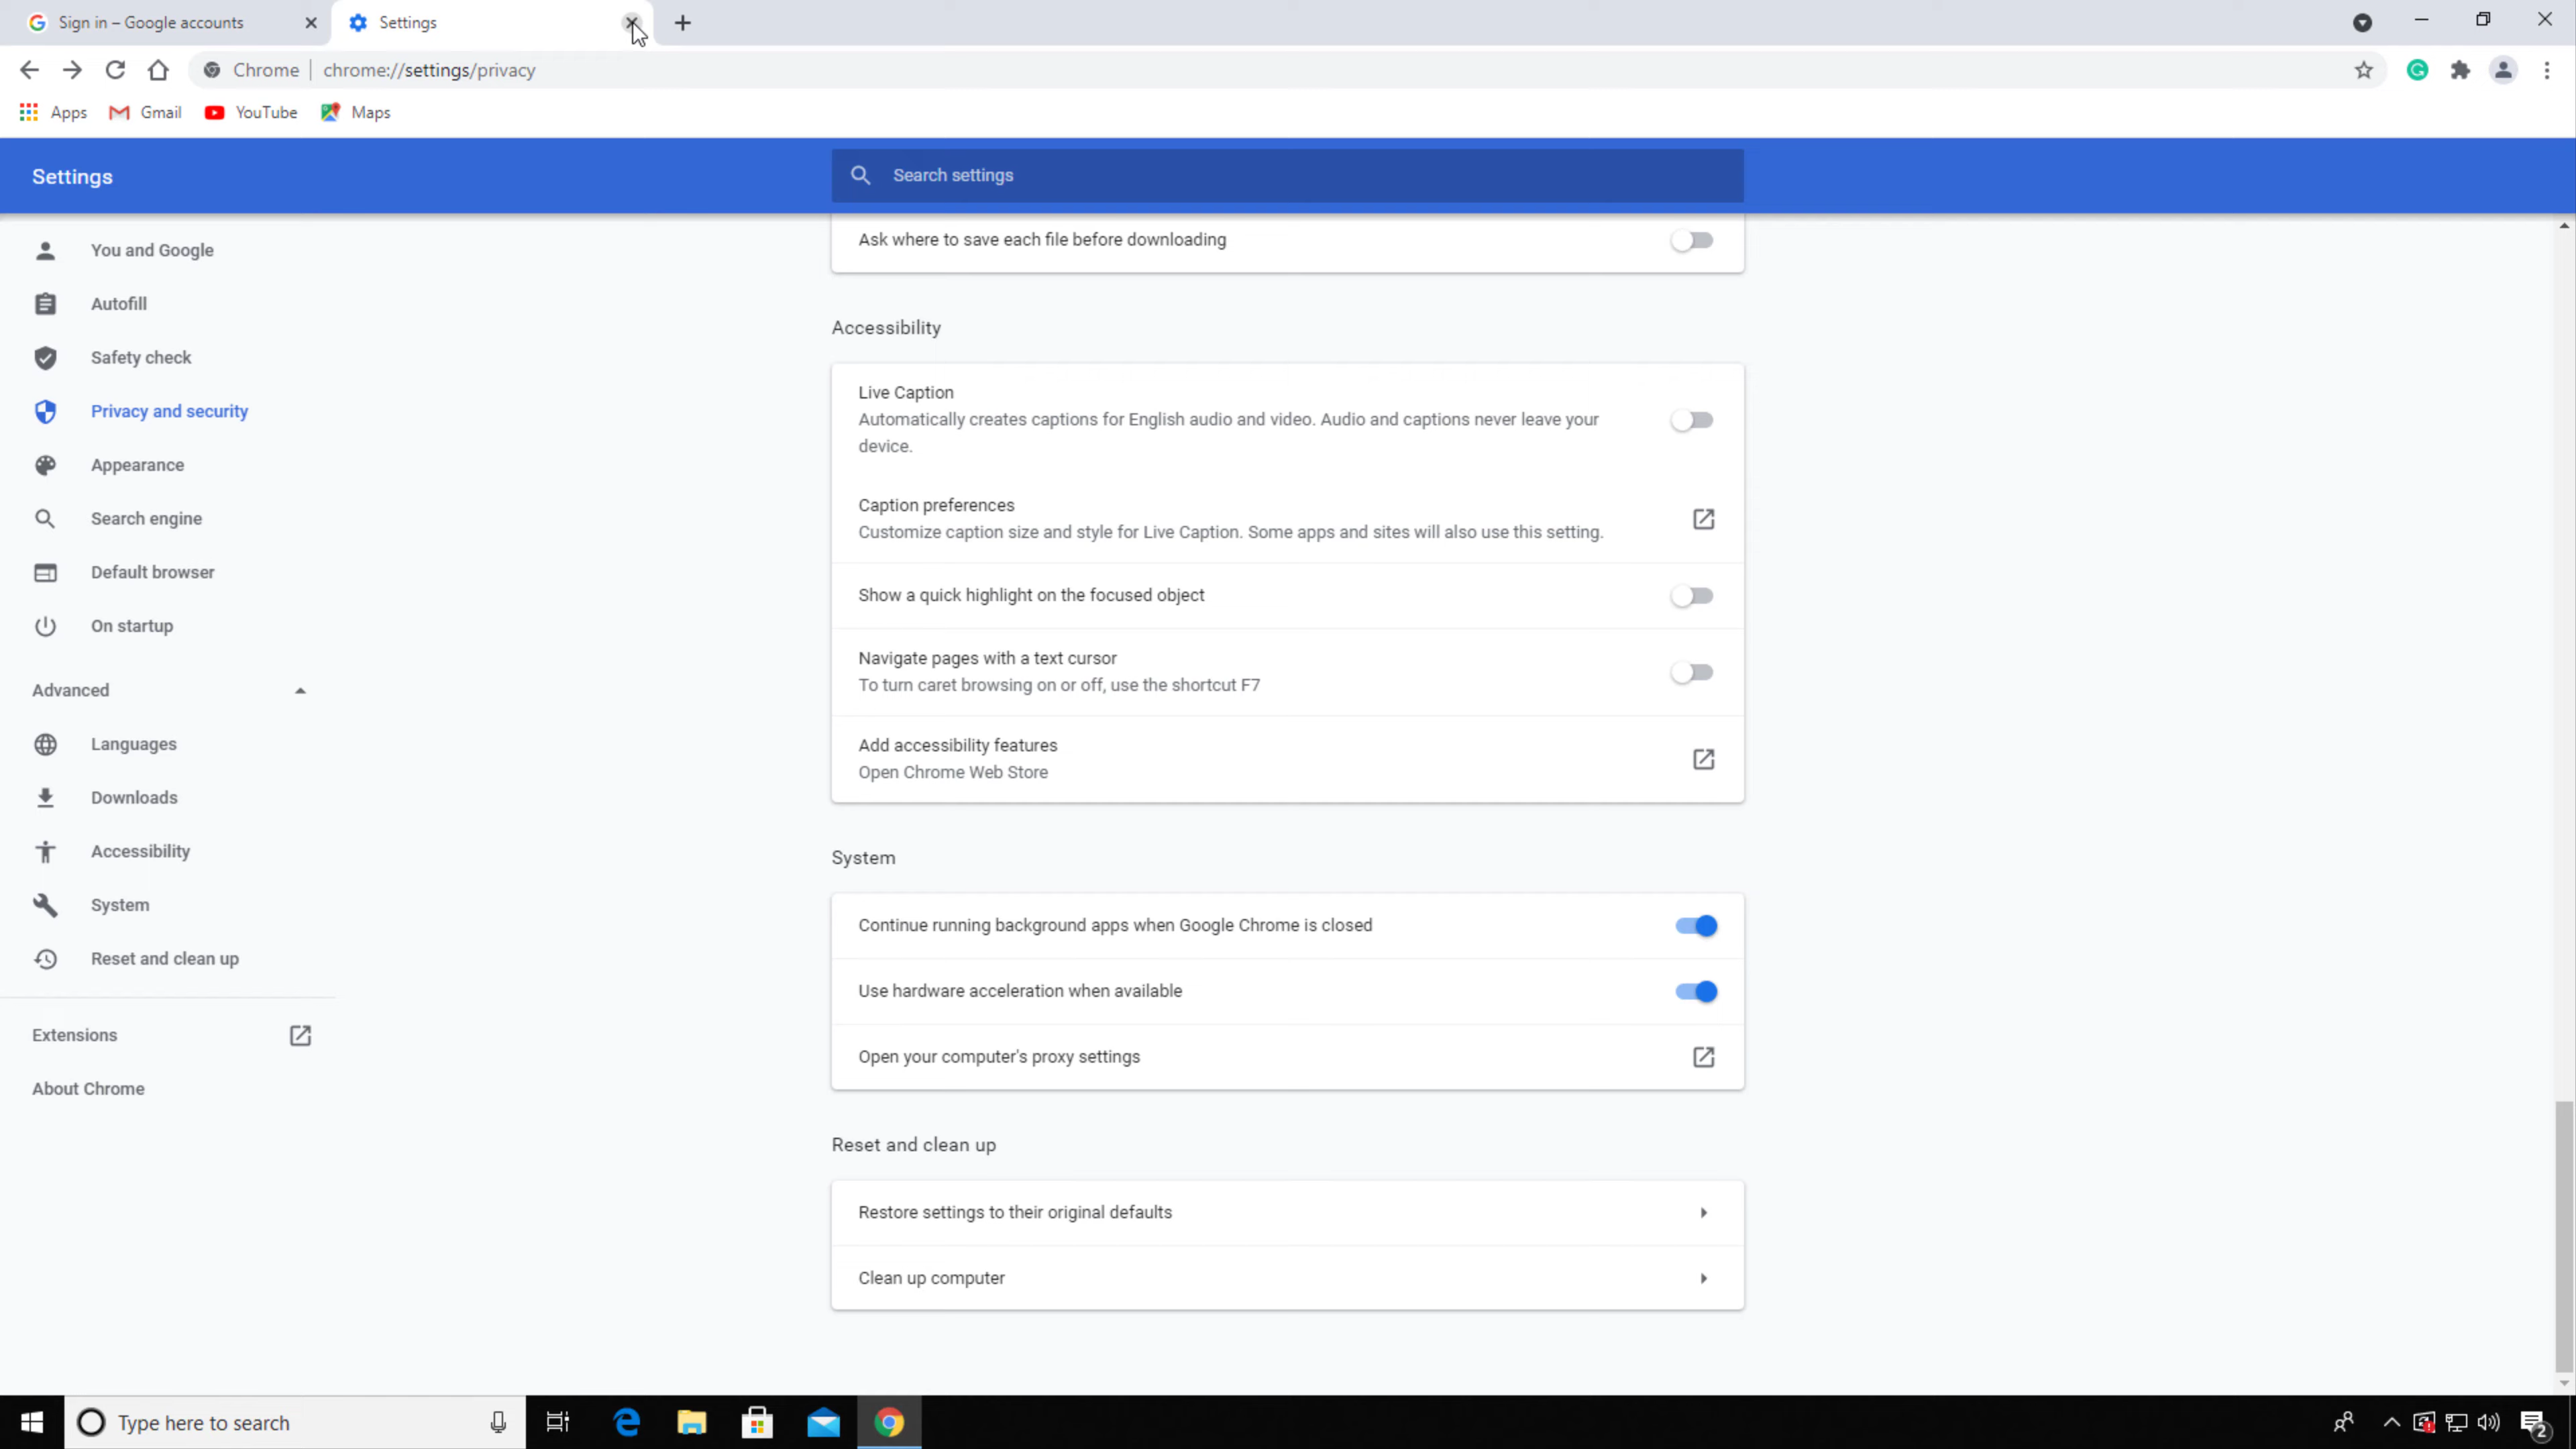 Sign in – Google accounts
Settings
Chrome
chrome://settings/privacy
Apps
Gmail
YouTube
Maps
Settings
Search settings
You and Google
Autofill
Safety check
Privacy and security
Appearance
Search engine
Default browser
On startup
Advanced
Languages
Downloads
Accessibility
System
Reset and clean up
Extensions
About Chrome
Ask where to save each file before downloading
Accessibility
Live Caption
Automatically creates captions for English audio and video. Audio and captions never leave your
device.
Caption preferences
Customize caption size and style for Live Caption. Some apps and sites will also use this setting.
Show a quick highlight on the focused object
Navigate pages with a text cursor
To turn caret browsing on or off, use the shortcut F7
Add accessibility features
Open Chrome Web Store
System
Continue running background apps when Google Chrome is closed
Use hardware acceleration when available
Open your computer's proxy settings
Reset and clean up
Restore settings to their original defaults
Clean up computer
Type here to search
2